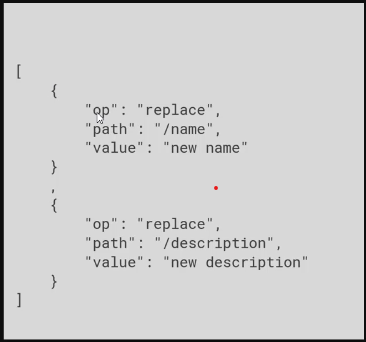 [
{
"op": "replace",
"path": "/name",
"value": "new name"
}
,
{
"op": "replace",
"path": "/description",
"value": "new description"
}
]